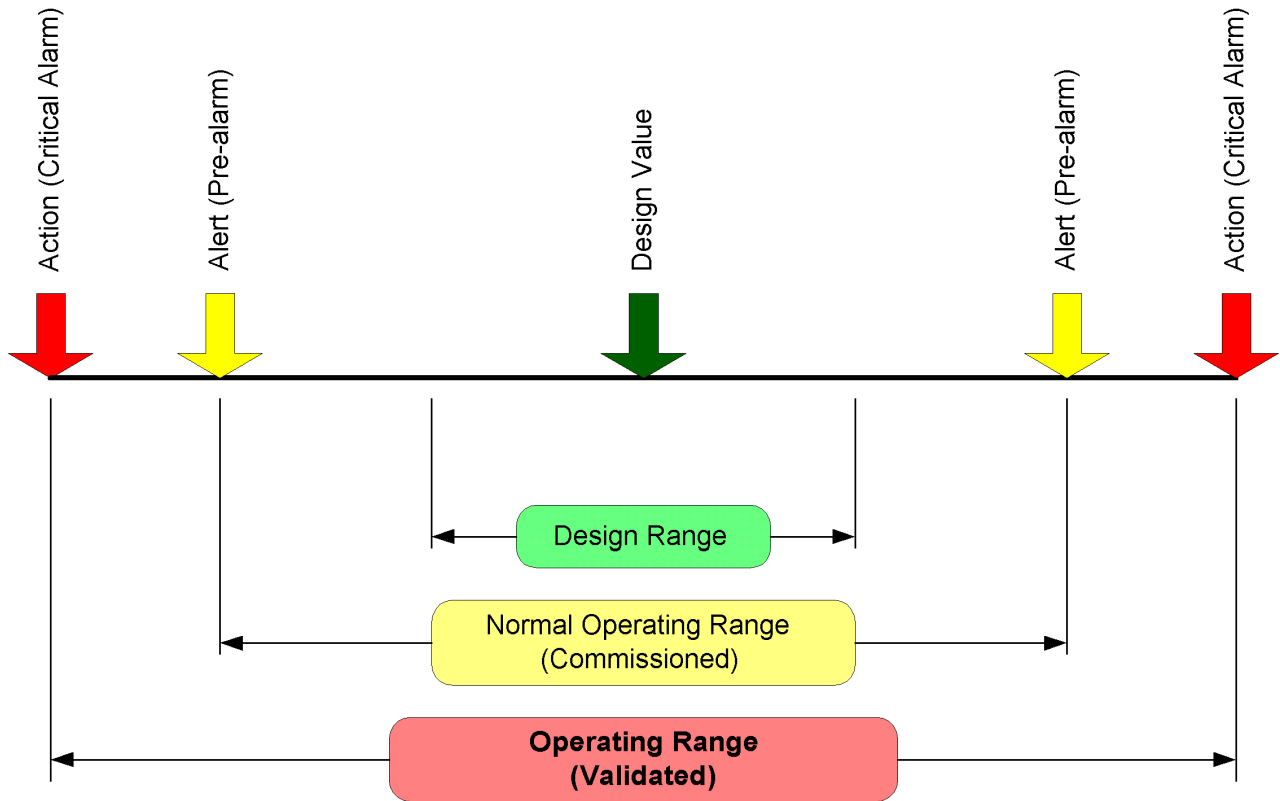 Action (Critical Alarm)
Alert (Pre-alarm)
Design Value
Alert (Pre-alarm)
Action (Critical Alarm)
Design Range
Normal Operating Range
(Commissioned)
Operating Range
(Validated)